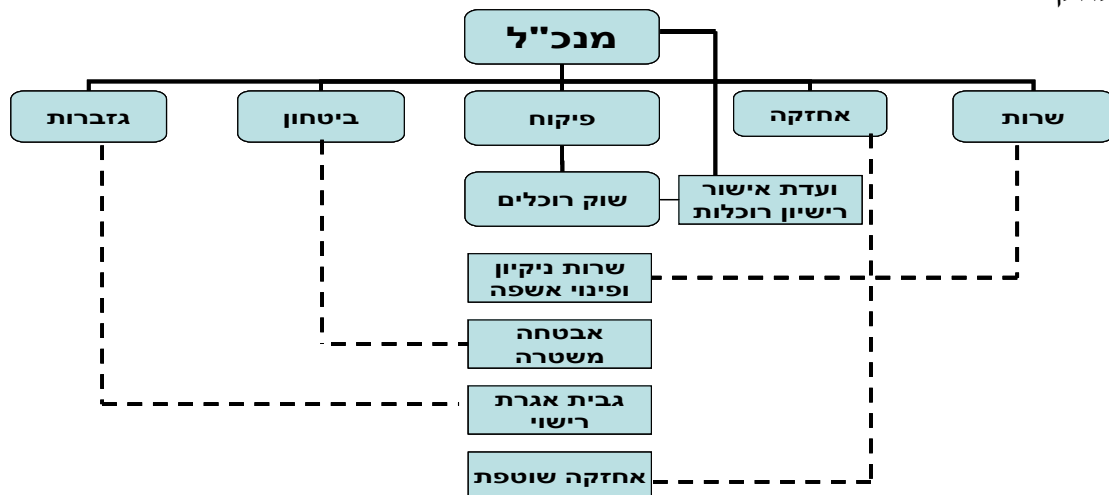 מנכ"ל
שרות
אחזקה
פיקוח
ביטחון
גזברות
ועדת אישור
רישיון רוכלות
שוק רוכלים
שרות ניקיון
ופינוי אשפה
אבטחה
משטרה
גבית אגרת
רישוי
אחזקה שוטפת